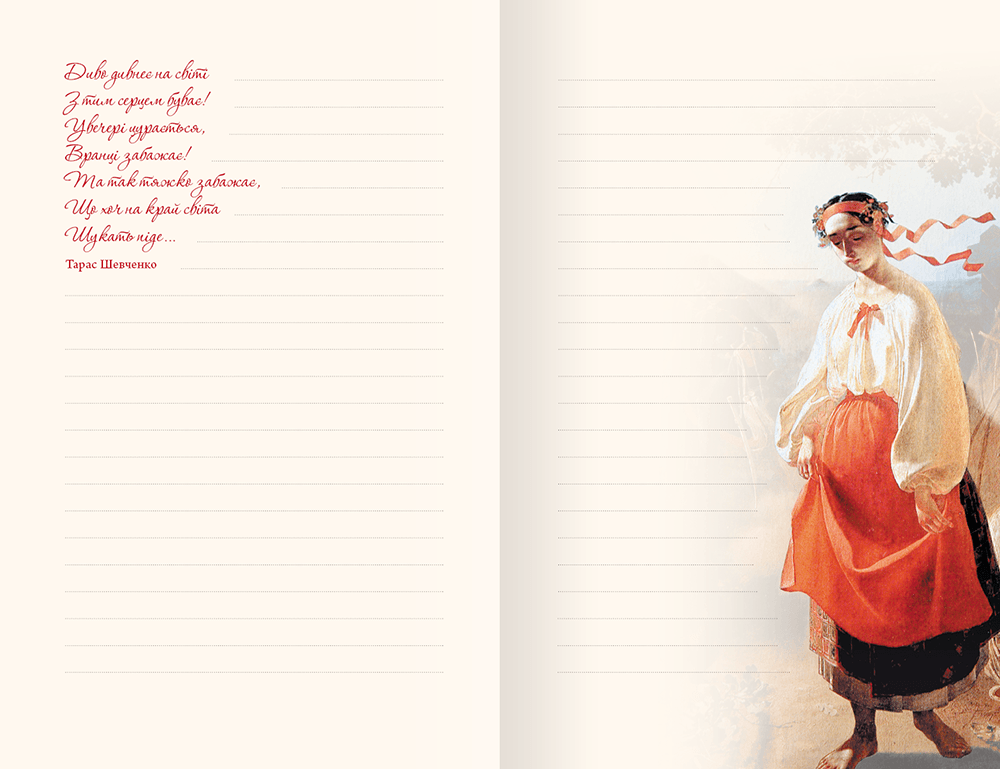 Диво дивнеє на світі
З тим серцем буває!
Увечері цурається,
Вранці забажає!
Та так тяжко забажає,
Що хоч на край світа
Шукать піде...
Тарас Шевченко